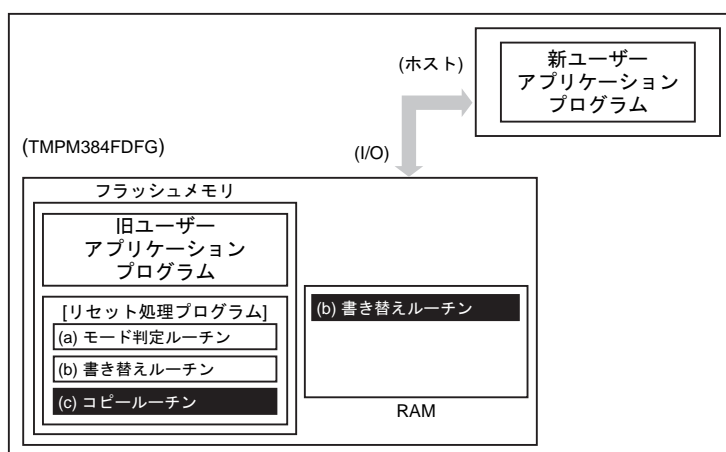 (ホスト)
新ユーザー
アプリケーション
プログラム
(TMPM384FDFG)
(I/O)
フラッシュメモリ
旧ユーザー
アプリケーション
プログラム
[リセット処理プログラム]
(a) モード判定ルーチン
(b) 書き替えルーチン
(c) コピールーチン
(b) 書き替えルーチン
RAM